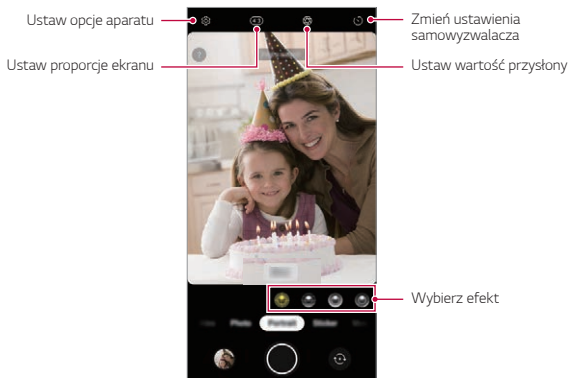 Ustaw opcje aparatu
Zmień ustawienia
samowyzwalacza
Ustaw proporcje ekranu
Ustaw wartość przysłony
Wybierz efekt
Photo
Portrait
Sticker